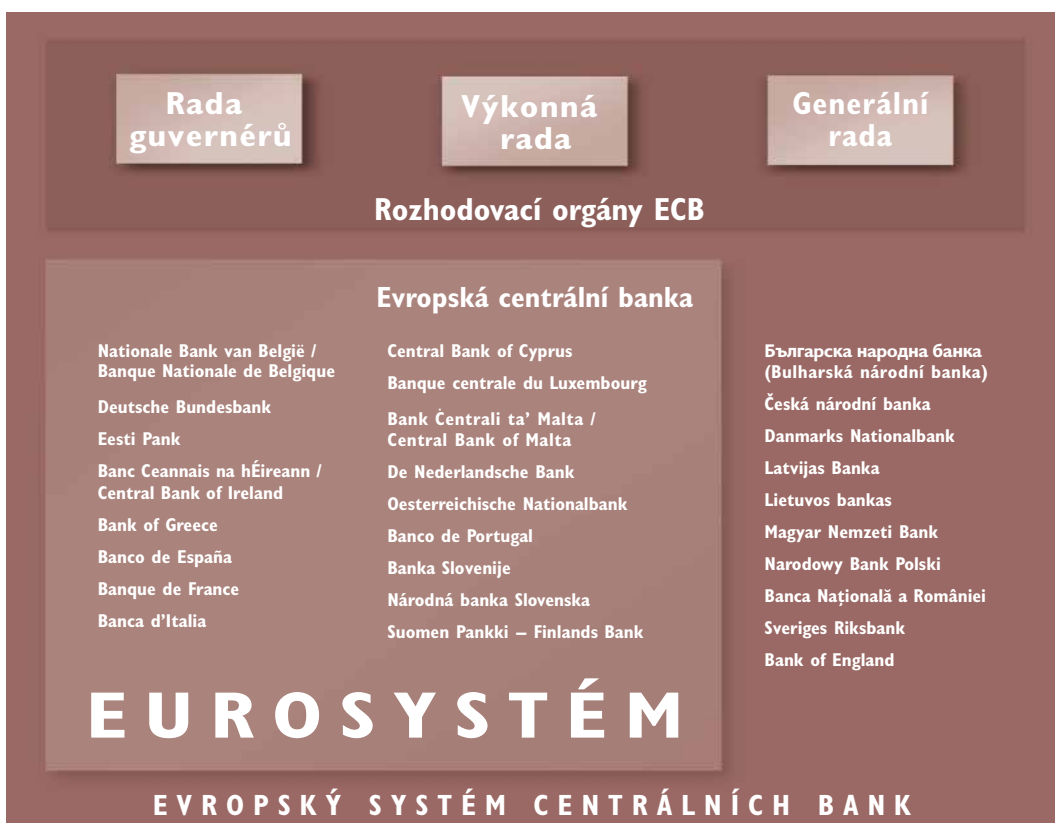 Rada
guvernérů
Výkonná
rada
Generální
rada
Rozhodovací orgány ECB
Evropská centrální banka
Nationale Bank van België /
Banque Nationale de Belgique
Deutsche Bundesbank
Eesti Pank
Banc Ceannais na hÉireann /
Central Bank of Ireland
Bank of Greece
Banco de España
Banque de France
Banca d’Italia
Central Bank of Cyprus
Banque centrale du Luxembourg
Bank Ċentrali ta’ Malta /
Central Bank of Malta
De Nederlandsche Bank
Oesterreichische Nationalbank
Banco de Portugal
Banka Slovenije
Národná banka Slovenska
Suomen Pankki – Finlands Bank
Българска народна банка
(Bulharská národní banka)
Česká národní banka
Danmarks Nationalbank
Latvijas Banka
Lietuvos bankas
Magyar Nemzeti Bank
Narodowy Bank Polski
Banca Națională a României
Sveriges Riksbank
Bank of England
EUROSYSTÉM
EVROPSKÝ SYSTÉM CENTRÁLNÍCH BANK